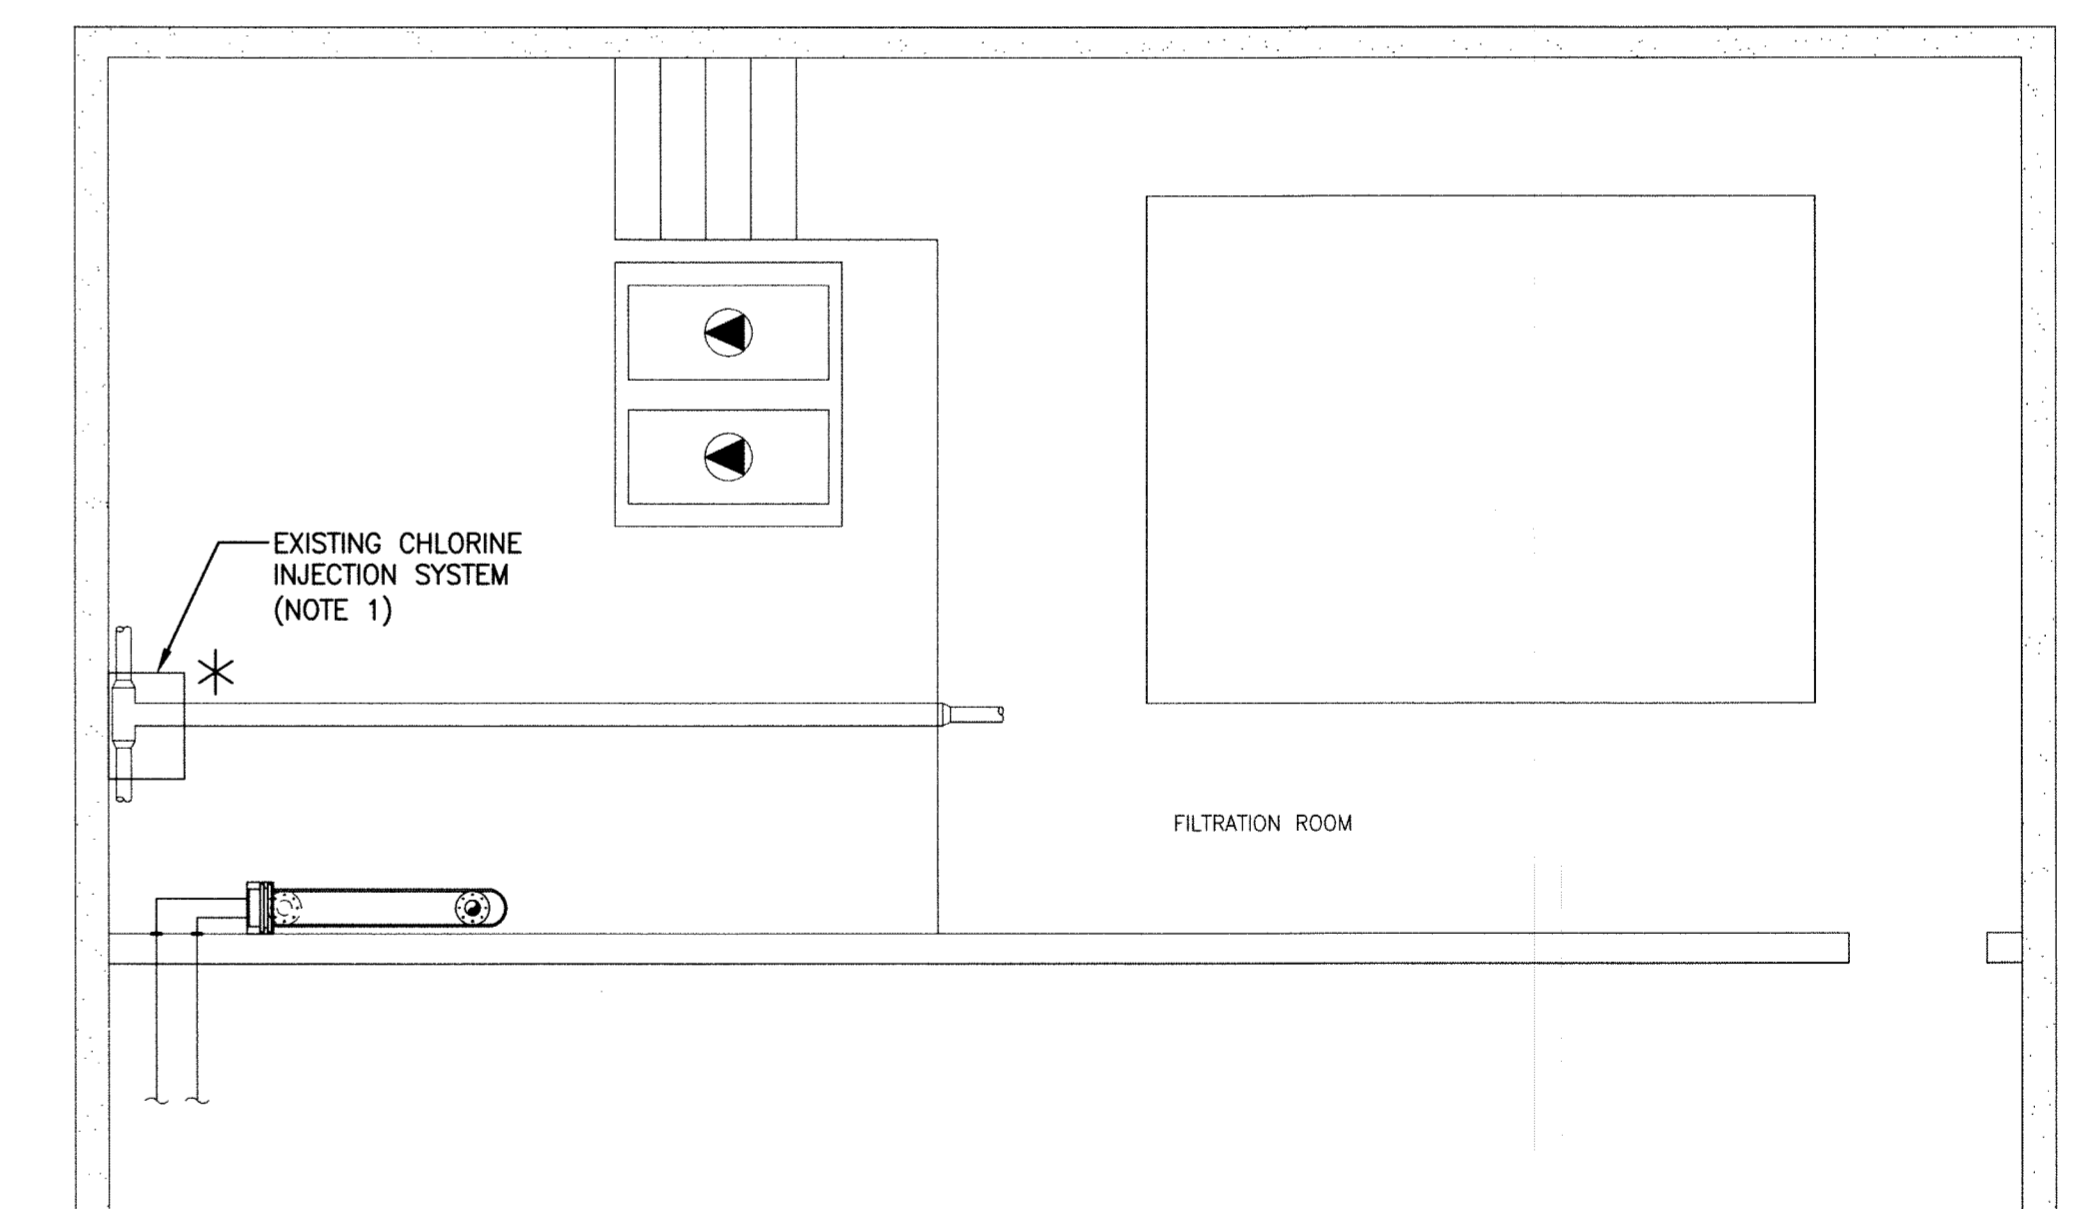 EXISTING CHLORINE
INJECTION SYSTEM
(NOTE 1)
FILTRATION ROOM